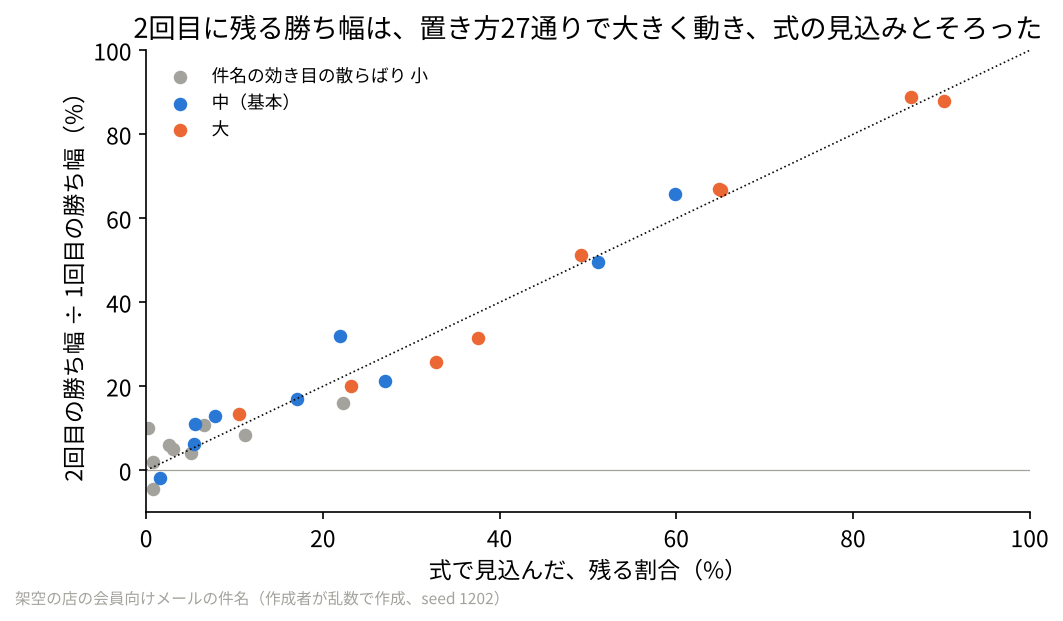 2回目に残る勝ち幅は、置き方27通りで大きく動き、式の見込みとそろった
2回目の勝ち幅 ÷ 1回目の勝ち幅（%）
100
80
60
40
20
0
件名の効き目の散らばり 小
中（基本）
大
0 20 40 60 80 100
式で見込んだ、残る割合（%）
架空の店の会員向けメールの件名（作成者が乱数で作成、seed 1202）